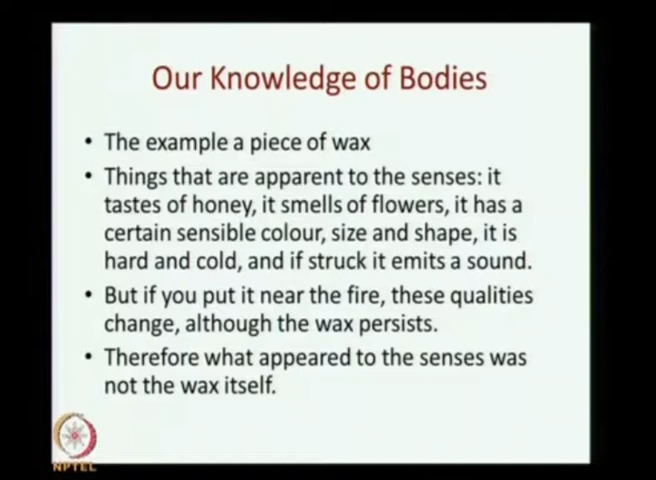 Our Knowledge of Bodies
• The example a piece of wax
• Things that are apparent to the senses: it
tastes of honey, it smells of flowers, it has a
certain sensible colour, size and shape, it is
hard and cold, and if struck it emits a sound.
• But if you put it near the fire, these qualities
change, although the wax persists.
• Therefore what appeared to the senses was
not the wax itself.
NPTEL